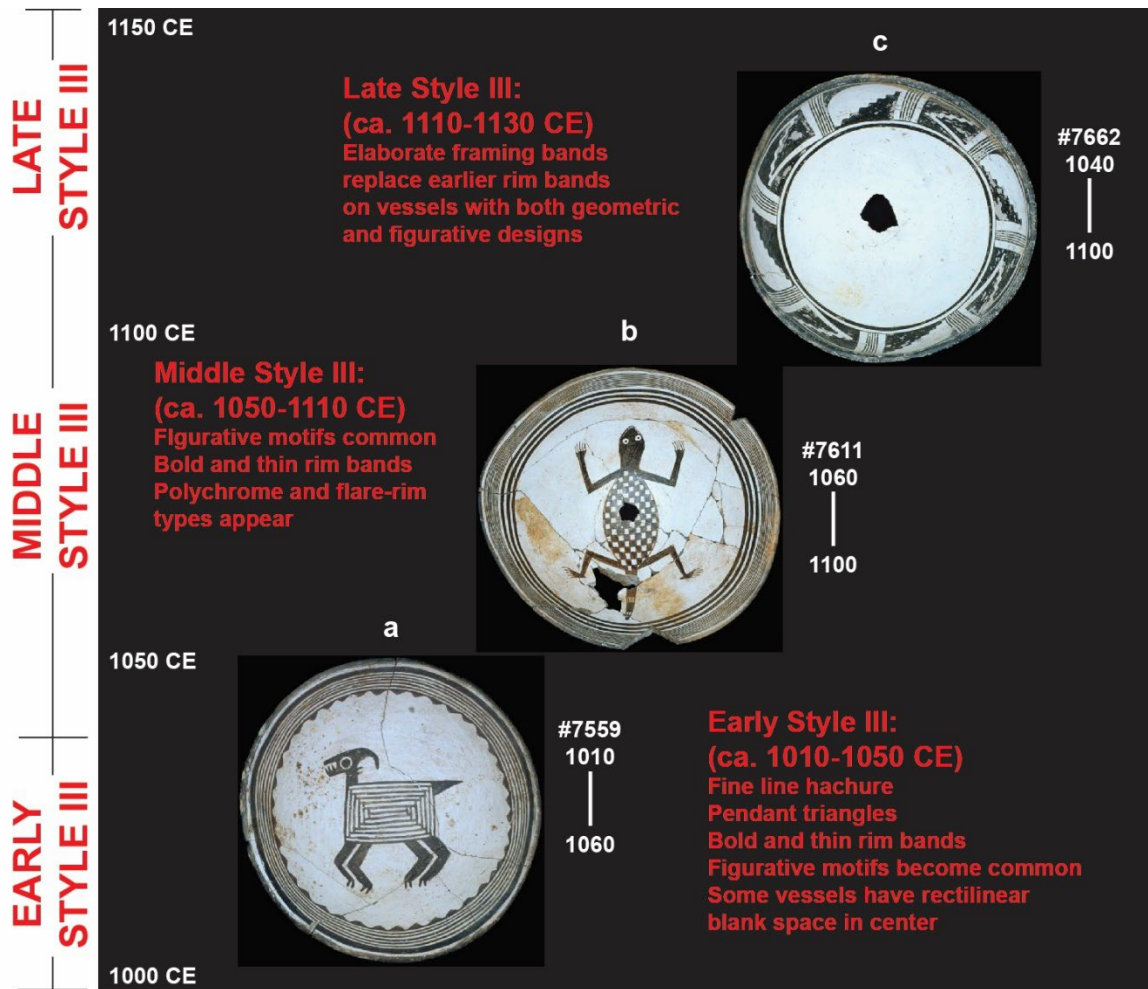 LATE
STYLE III
MIDDLE
STYLE III
EARLY
STYLE III
1150 CE
c
Late Style III:
(ca. 1110-1130 CE)
Elaborate framing bands
replace earlier rim bands
on vessels with both geometric
and figurative designs
#7662
1040
1100
1100 CE
b
Middle Style III:
(ca. 1050-1110 CE)
FIgurative motifs common
Bold and thin rim bands
Polychrome and flare-rim
types appear
#7611
1060
1100
a
1050 CE
#7559
1010
1060
Early Style III:
(ca. 1010-1050 CE)
Fine line hachure
Pendant triangles
Bold and thin rim bands
Figurative motifs become common
Some vessels have rectilinear
blank space in center
1000 CE